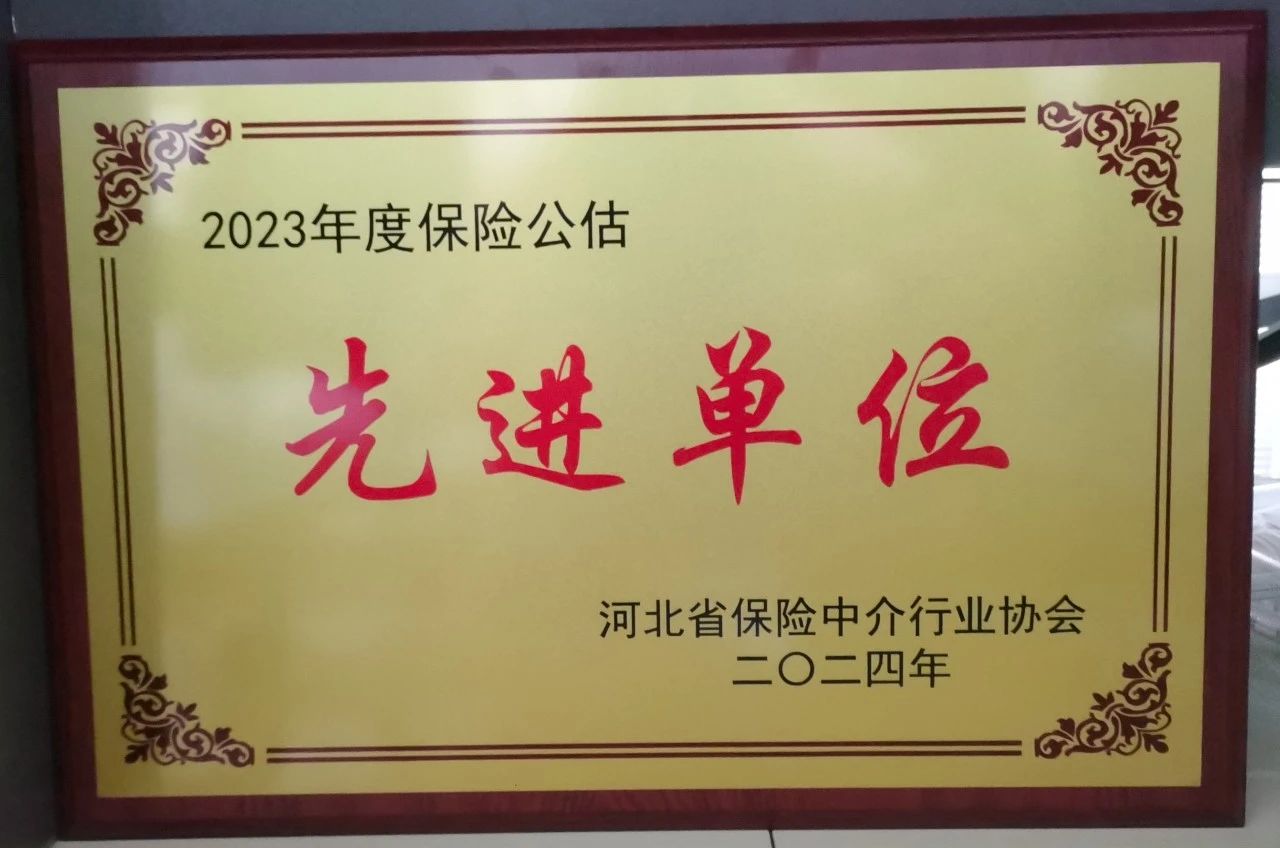 2023年度保险公估
先进单位
河北省保险中介行业协会
二〇二四年